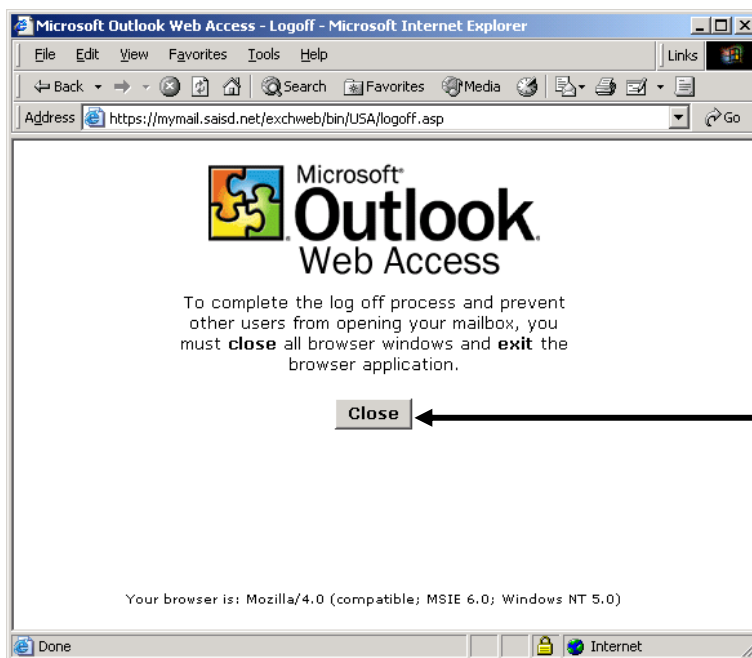 Microsoft Outlook Web Access - Logoff - Microsoft Internet Explorer
File Edit View Favorites Tools Help Links
Back Search Favorites Media
Address https://mymail.saisd.net/exchweb/bin/USA/logoff.asp Go
Microsoft
Outlook
Web Access
To complete the log off process and prevent
other users from opening your mailbox, you
must close all browser windows and exit the
browser application.
Close
Your browser is: Mozilla/4.0 (compatible; MSIE 6.0; Windows NT 5.0)
Done Internet